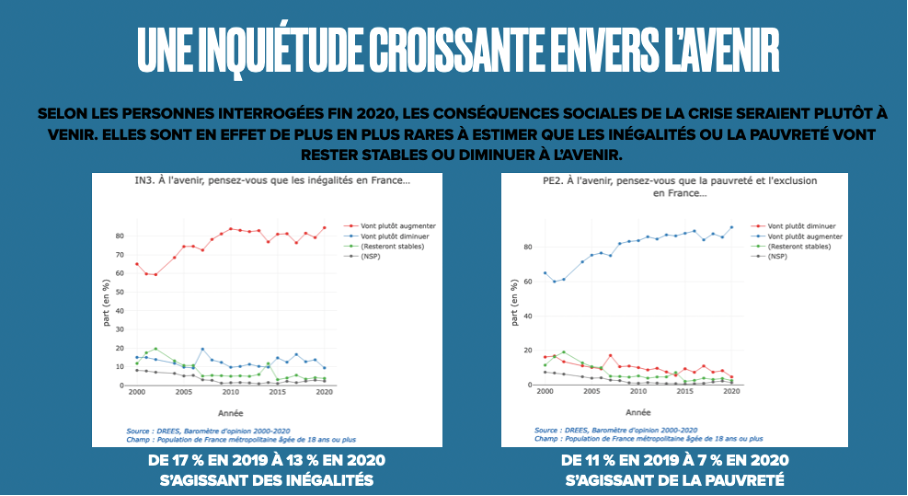 UNE INQUIÉTUDE CROISSANTE ENVERS L'AVENIR
SELON LES PERSONNES INTERROGÉES FIN 2020, LES CONSÉQUENCES SOCIALES DE LA CRISE SERAIENT PLUTÔT À
VENIR. ELLES SONT EN EFFET DE PLUS EN PLUS RARES À ESTIMER QUE LES INÉGALITÉS OU LA PAUVRETÉ VONT
RESTER STABLES OU DIMINUER À L'AVENIR.
IN3. À l'avenir, pensez-vous que les inégalités en France...
Vont plutôt augmenter
Vont plutôt diminuer
(Resteront stables)
(NSP)
part (en %)
80
70
60
50
40
30
20
10
0
2000 2005 2010 2015 2020
Année
Source : DREES, Baromètre d'opinion 2000-2020
Champ : Population de France métropolitaine âgée de 18 ans ou plus
DE 17 % EN 2019 À 13 % EN 2020
S'AGISSANT DES INÉGALITÉS
PE2. À l'avenir, pensez-vous que la pauvreté et l'exclusion
en France...
Vont plutôt diminuer
Vont plutôt augmenter
(Resteront stables)
(NSP)
part (en %)
80
60
40
20
0
2000 2005 2010 2015 2020
Année
Source : DREES, Baromètre d'opinion 2000-2020
Champ : Population de France métropolitaine âgée de 18 ans ou plus
DE 11 % EN 2019 À 7 % EN 2020
S'AGISSANT DE LA PAUVRETÉ